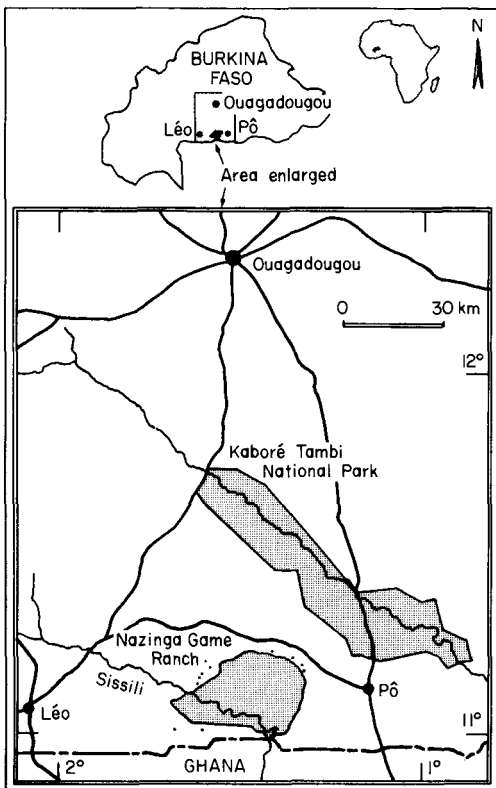 N
BURKINA
FASO
Ouagadougou
Léo
Pô
Area enlarged
Ouagadougou
0 30 km
12°
Kaboré Tambi
National Park
Nazinga Game
Ranch
Sissili
Léo
Pô
11°
GHANA
2°
1°